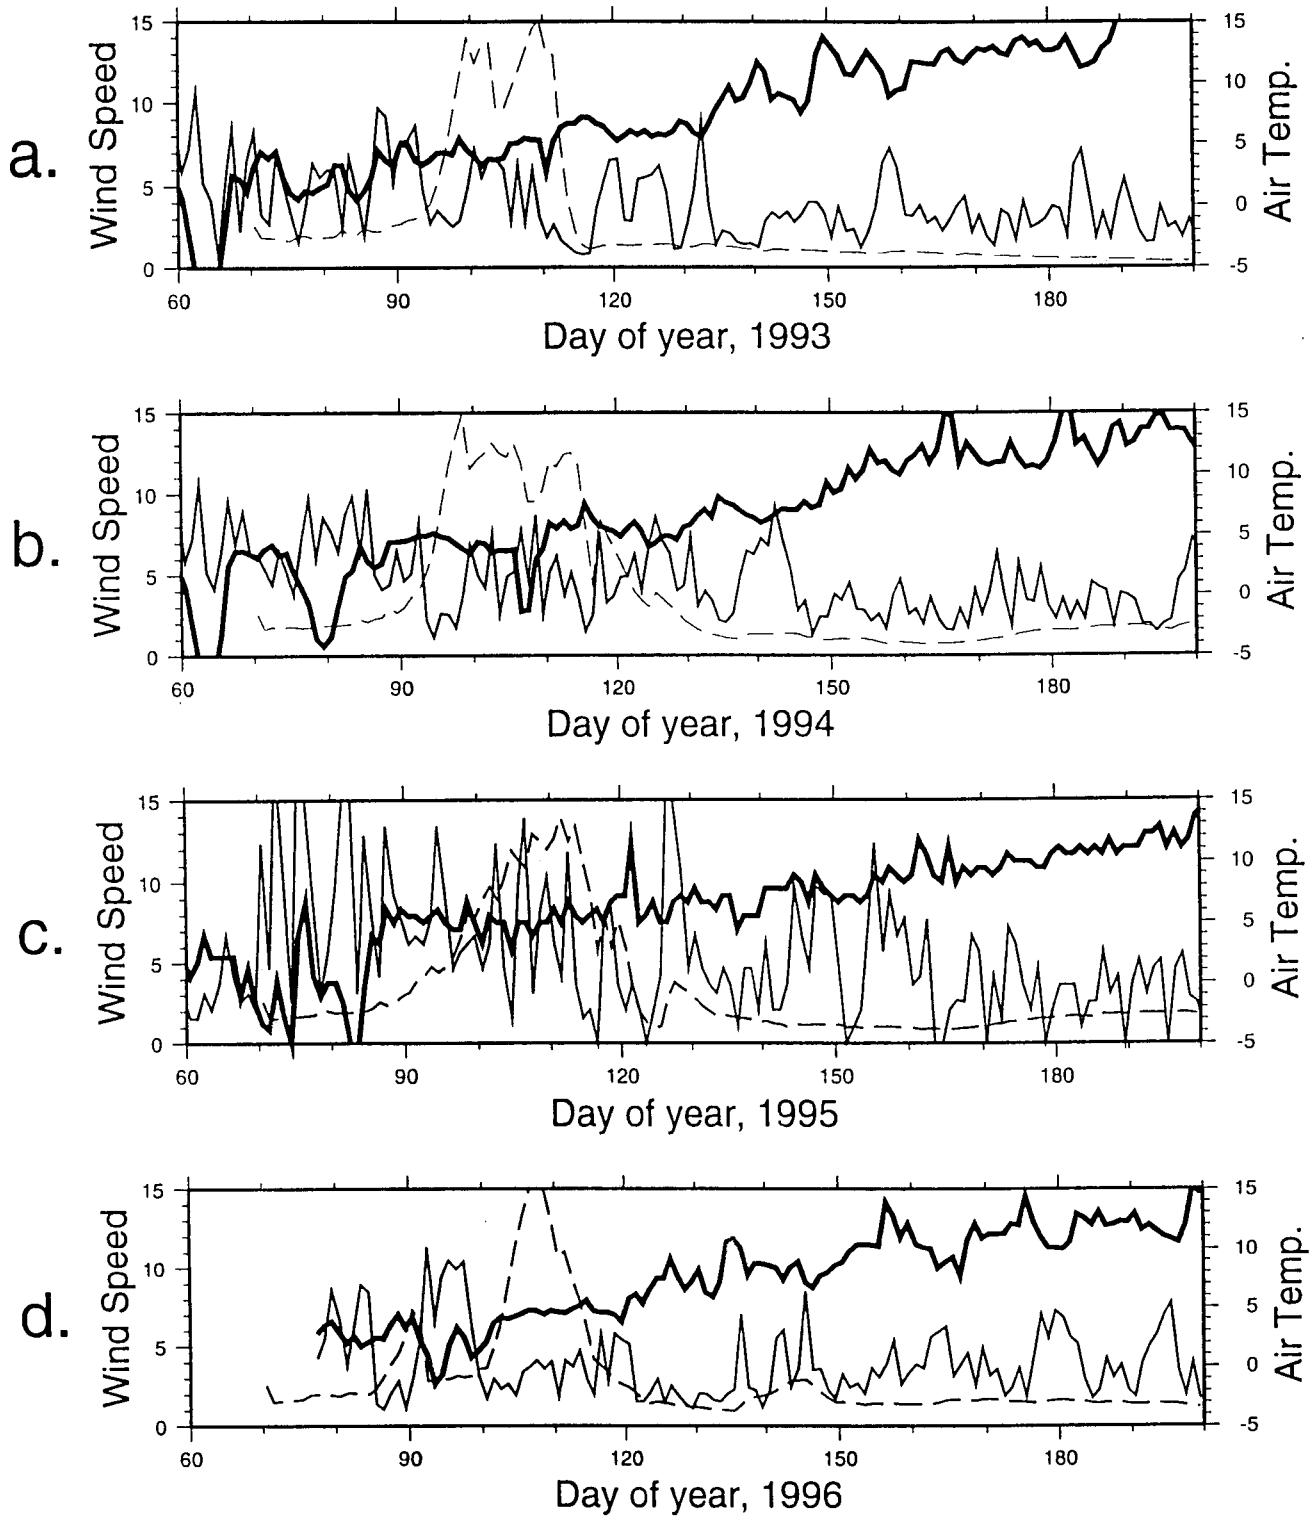 a.
Wind Speed
Air Temp.
15 10 5 0
15 10 5 0 -5
60 90 120 150 180
Day of year, 1993
b.
Wind Speed
Air Temp.
15 10 5 0
15 10 5 0 -5
60 90 120 150 180
Day of year, 1994
c.
Wind Speed
Air Temp.
15 10 5 0
15 10 5 0 -5
60 90 120 150 180
Day of year, 1995
d.
Wind Speed
Air Temp.
15 10 5 0
15 10 5 0 -5
60 90 120 150 180
Day of year, 1996